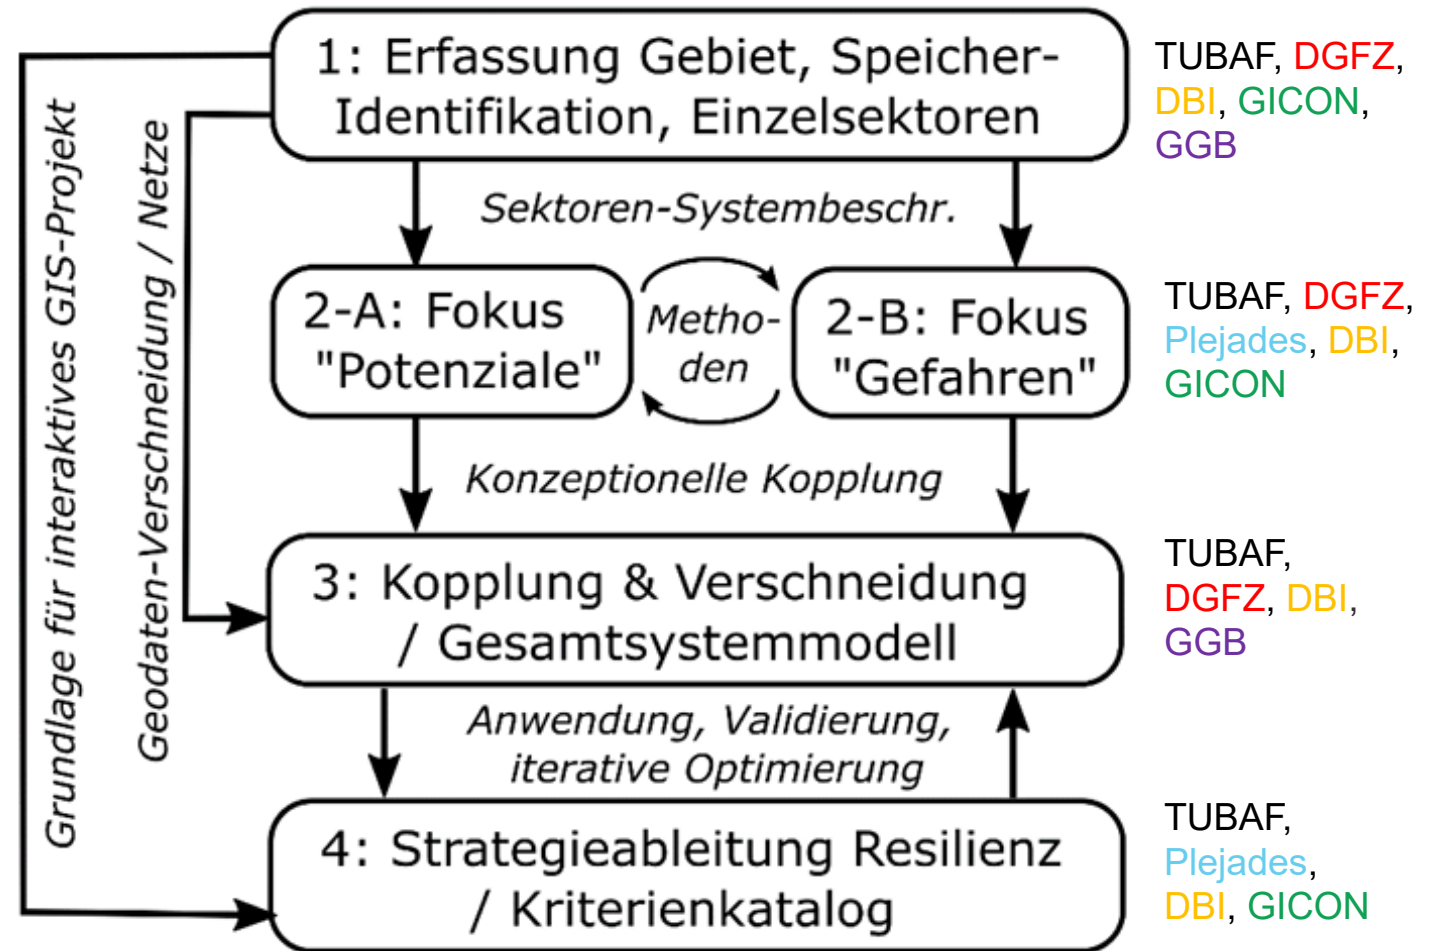 1: Erfassung Gebiet, Speicher-
Identifikation, Einzelsektoren
TUBAF, DGFZ,
DBI, GICON,
GGB
Grundlage für interaktives GIS-Projekt
Geodaten-Verschneidung / Netze
Sektoren-Systembeschr.
2-A: Fokus
"Potenziale"
Metho-
den
2-B: Fokus
"Gefahren"
TUBAF, DGFZ,
Plejades, DBI,
GICON
Konzeptionelle Kopplung
3: Kopplung & Verschneidung
/ Gesamtsystemmodell
TUBAF,
DGFZ, DBI,
GGB
Anwendung, Validierung,
iterative Optimierung
4: Strategieableitung Resilienz
/ Kriterienkatalog
TUBAF,
Plejades,
DBI, GICON